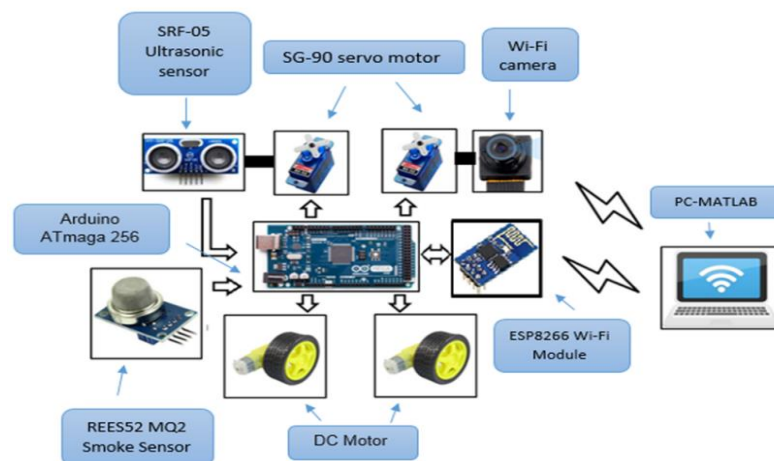 SRF-05
Ultrasonic
sensor
SG-90 servo motor
Wi-Fi
camera
Arduino
ATmaga 256
PC-MATLAB
ESP8266 Wi-Fi
Module
REES52 MQ2
Smoke Sensor
DC Motor